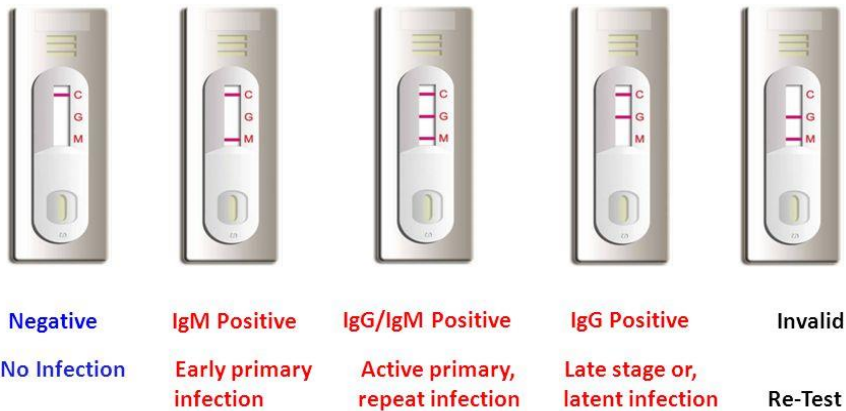 C
G
M
C
G
M
C
G
M
C
G
M
C
G
M
Negative IgM Positive IgG/IgM Positive IgG Positive Invalid
No Infection Early primary Active primary, Late stage or,
infection repeat infection latent infection Re-Test